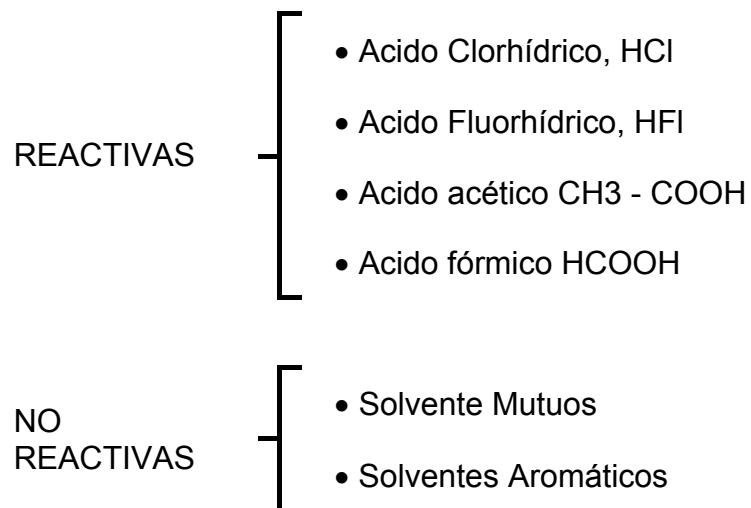 REACTIVAS
• Acido Clorhídrico, HCl
• Acido Fluorhídrico, HFl
• Acido acético CH3 - COOH
• Acido fórmico HCOOH
NO
REACTIVAS
• Solvente Mutuos
• Solventes Aromáticos